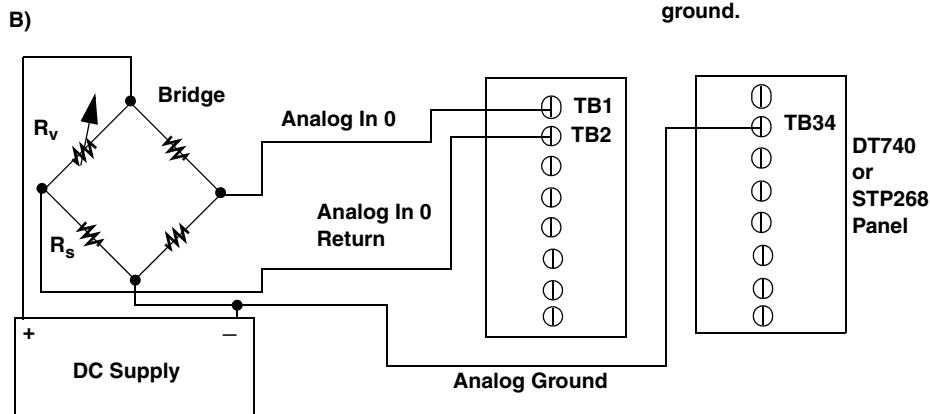 ground.
B)
Bridge
Rv
Analog In 0
TB1
TB2
TB34
DT740
or
STP268
Panel
Analog In 0
Return
Rs
+
–
DC Supply
Analog Ground